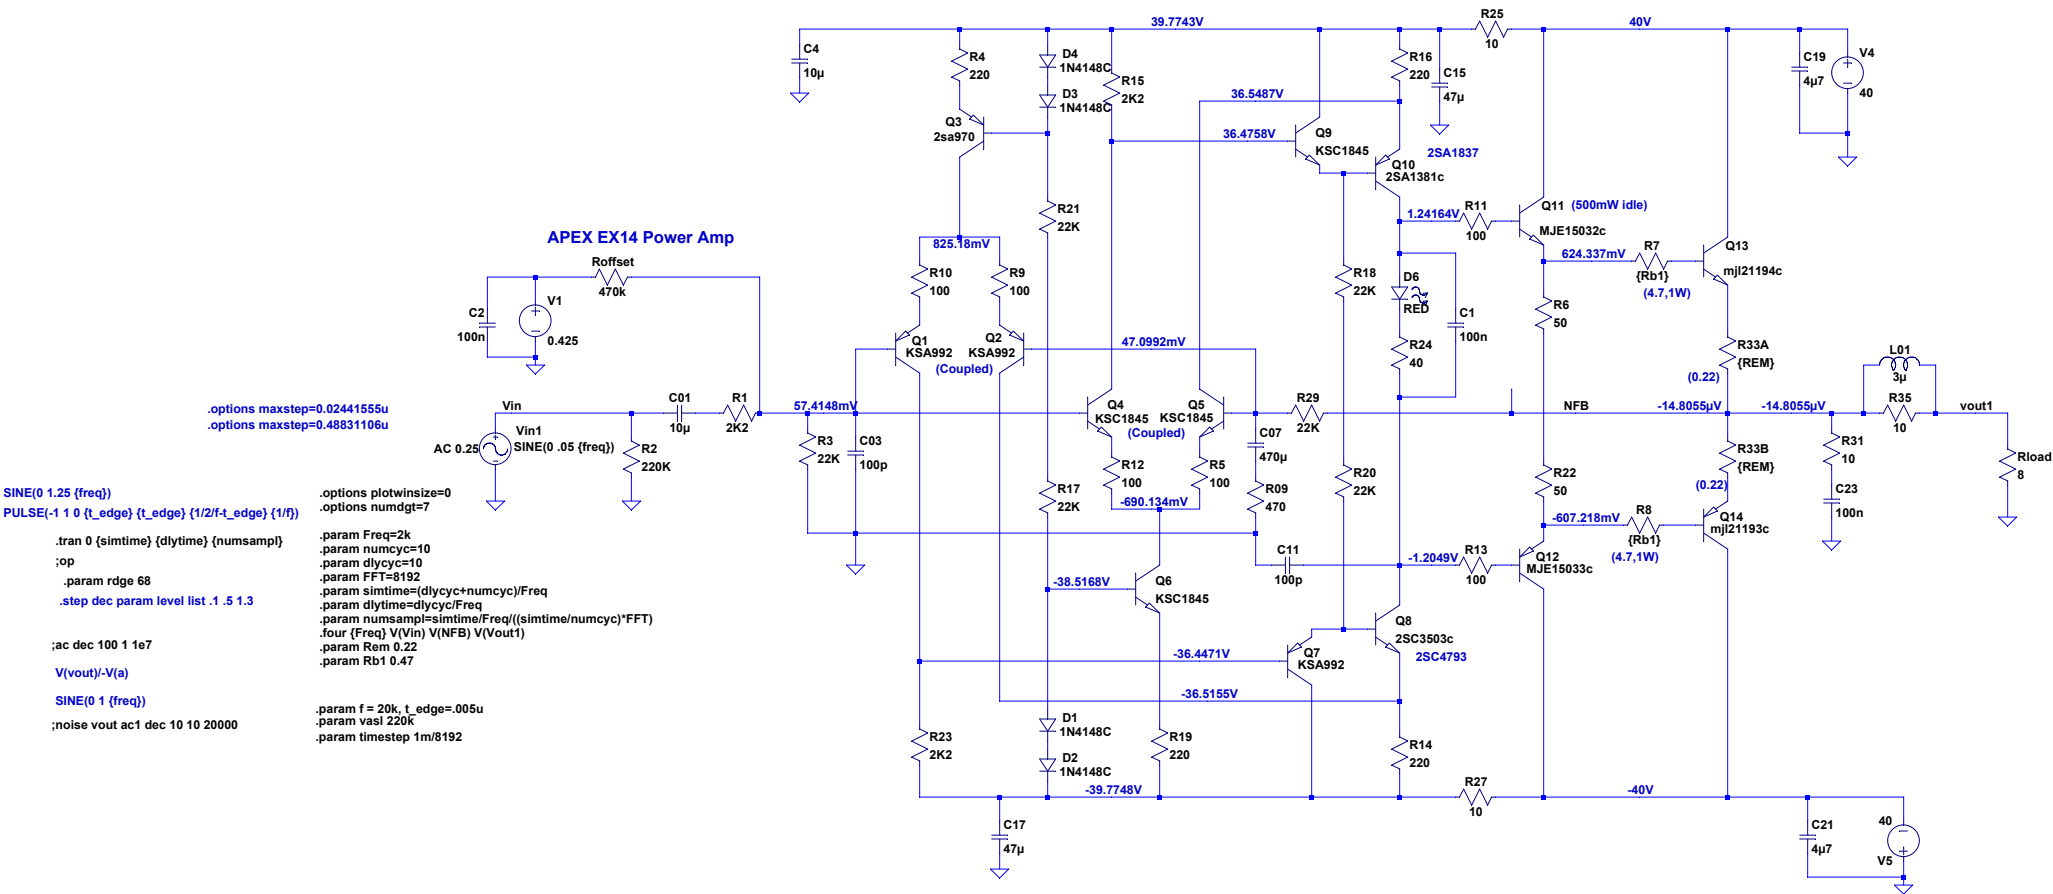 39.7743V
R25
10
40V
C4
10µ
R4
220
D4
1N4148C
D3
1N4148C
R15
2K2
R16
220
C15
47µ
C19
4µ7
V4
40
36.5487V
Q3
2sa970
36.4758V
Q9
KSC1845
2SA1837
Q10
2SA1381c
R21
22K
1.24164V
R11
100
Q11
(500mW idle)
MJE15032c
APEX EX14 Power Amp
825.18mV
624.337mV
R7
{Rb1}
(4.7,1W)
Q13
mjl21194c
Roffset
470k
R10
100
R9
100
R18
22K
D6
RED
C2
100n
V1
0.425
C1
100n
R6
50
Q1
KSA992
Q2
KSA992
(Coupled)
47.0992mV
R24
40
R33A
{REM}
(0.22)
L01
3µ
.options maxstep=0.02441555u
.options maxstep=0.48831106u
Vin
C01
10µ
R1
2K2
57.4148mV
Q4
KSC1845
Q5
KSC1845
(Coupled)
R29
22K
NFB
-14.8055µV
-14.8055µV
R35
10
vout1
Vin1
AC 0.25
SINE(0 .05 {freq})
R2
220K
R3
22K
C03
100p
R12
100
R5
100
C07
470µ
R33B
{REM}
(0.22)
R31
10
Rload
8
SINE(0 1.25 {freq})
PULSE(-1 1 0 {t_edge} {t_edge} {1/2/f-t_edge} {1/f})
.options plotwinsize=0
.options numdgt=7
R17
22K
-690.134mV
R09
470
R20
22K
R22
50
C23
100n
.tran 0 {simtime} {dlytime} {numsampl}
;op
.param rdge 68
.step dec param level list .1 .5 1.3
.param Freq=2k
.param numcyc=10
.param dlycyc=10
.param FFT=8192
.param simtime=(dlycyc+numcyc)/Freq
.param dlytime=dlycyc/Freq
.param numsampl=simtime/Freq/((simtime/numcyc)*FFT)
.four {Freq} V(Vin) V(NFB) V(Vout1)
.param Rem 0.22
.param Rb1 0.47
-607.218mV
R8
{Rb1}
(4.7,1W)
Q14
mjl21193c
C11
100p
-1.2049V
R13
100
Q12
MJE15033c
-38.5168V
Q6
KSC1845
;ac dec 100 1 1e7
V(vout)/-V(a)
SINE(0 1 {freq})
;noise vout ac1 dec 10 10 20000
-36.4471V
Q7
KSA992
Q8
2SC3503c
2SC4793
-36.5155V
.param f = 20k, t_edge=.005u
.param vasl 220k
.param timestep 1m/8192
R23
2K2
D1
1N4148C
D2
1N4148C
R19
220
R14
220
-39.7748V
R27
10
-40V
C17
47µ
C21
4µ7
40
V5